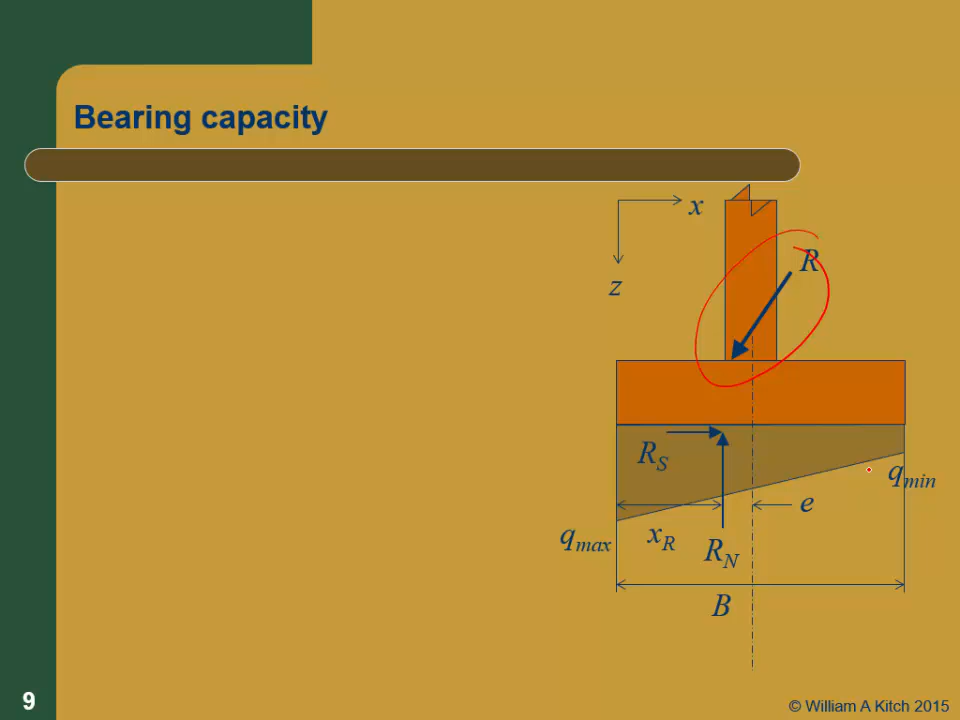 Bearing capacity
x
z
R
R_S
q_min
e
q_max
x_R
R_N
B
9
© William A Kitch 2015